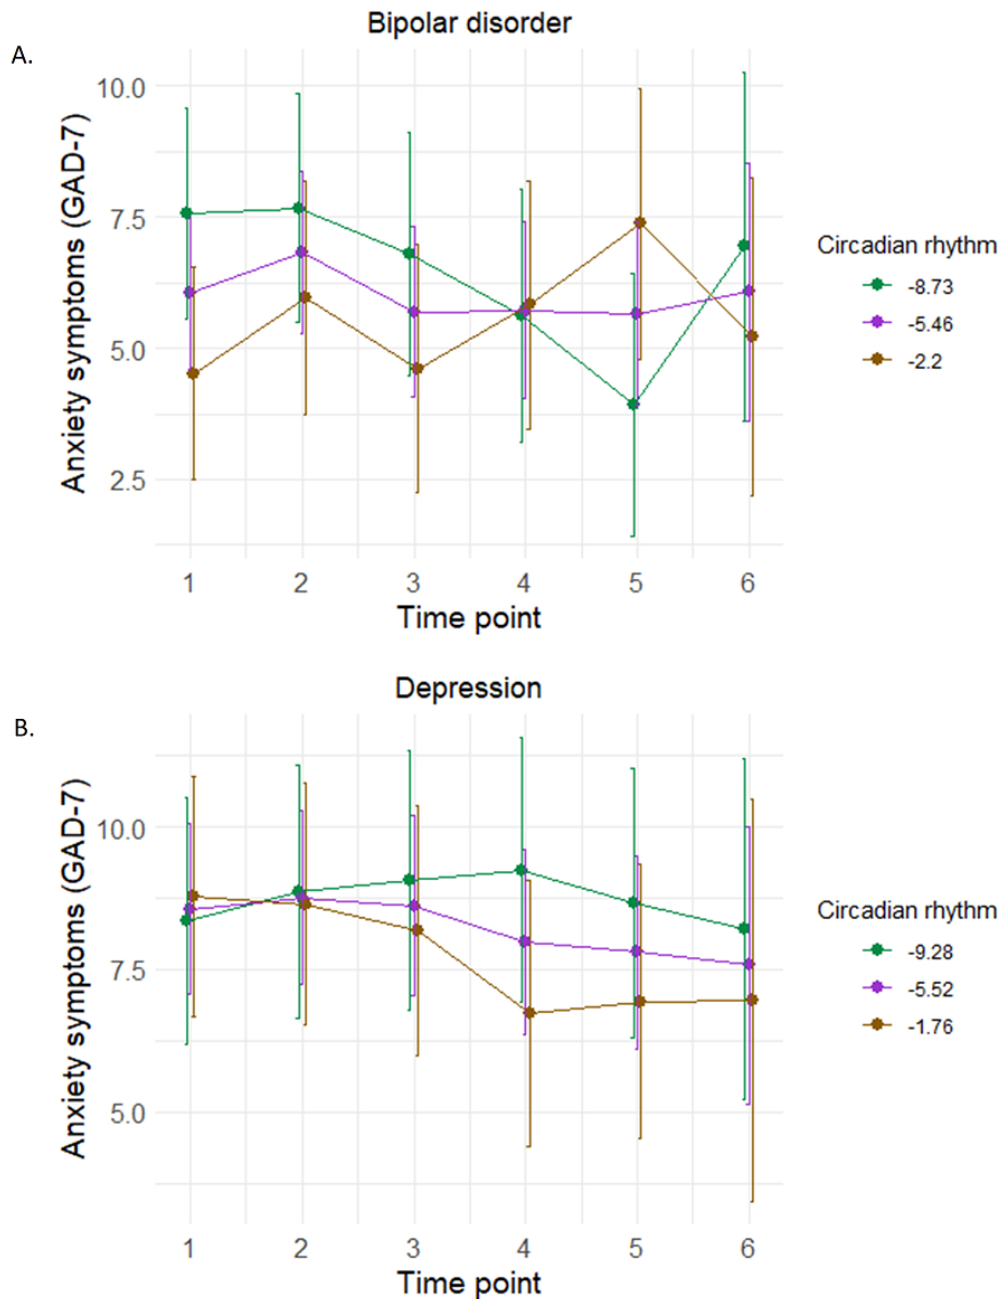 Bipolar disorder
A.
Anxiety symptoms (GAD-7)
10.0
7.5
5.0
2.5
1 2 3 4 5 6
Time point
Circadian rhythm
-8.73
-5.46
-2.2
Depression
B.
Anxiety symptoms (GAD-7)
10.0
7.5
5.0
1 2 3 4 5 6
Time point
Circadian rhythm
-9.28
-5.52
-1.76